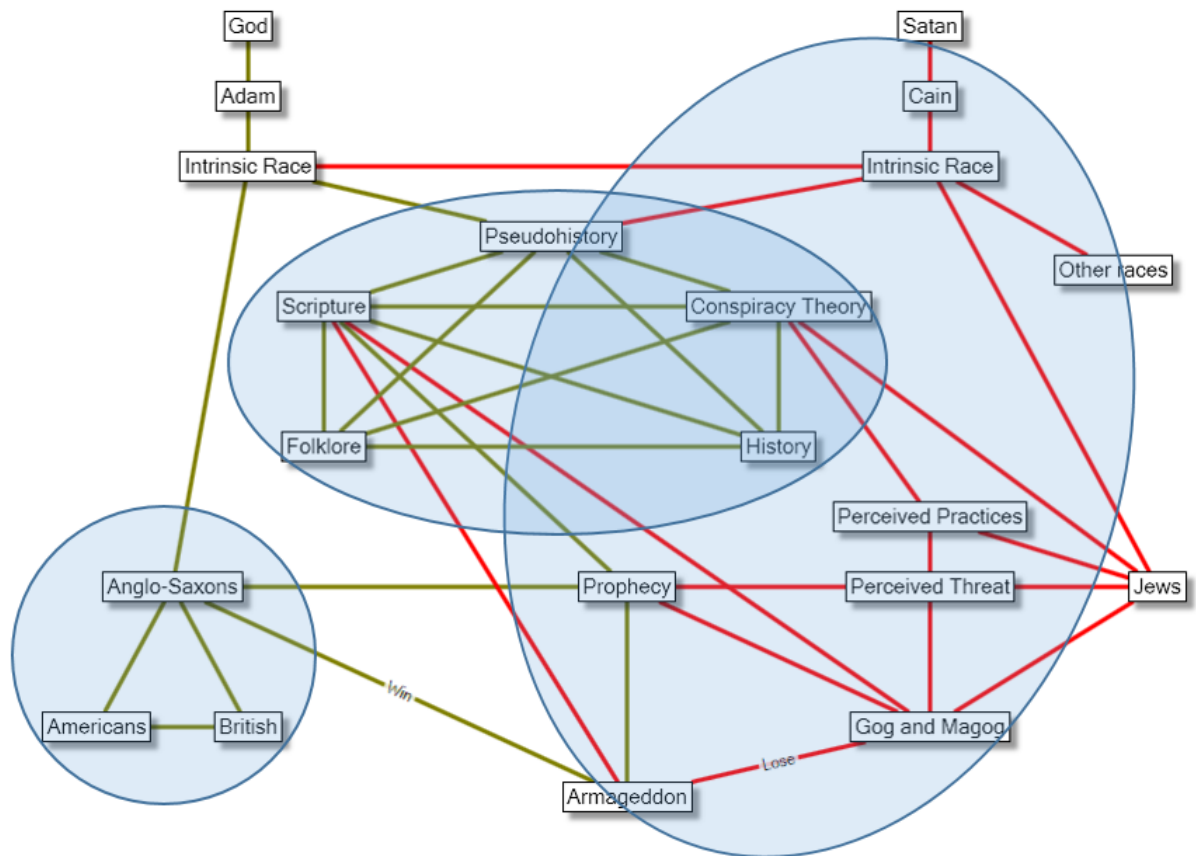 God
Satan
Adam
Cain
Intrinsic Race
Intrinsic Race
Pseudohistory
Other races
Scripture
Conspiracy Theory
Folklore
History
Perceived Practices
Anglo-Saxons
Prophecy
Perceived Threat
Jews
Win
Americans
British
Gog and Magog
Lose
Armageddon